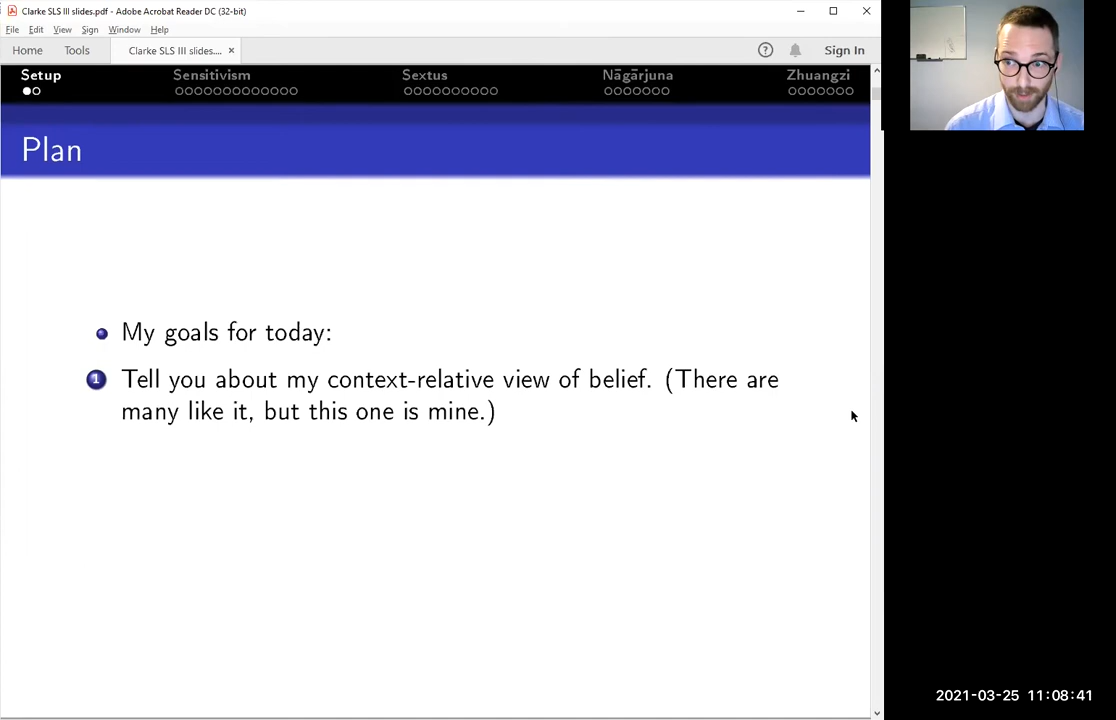 Clarke SLS III slides.pdf - Adobe Acrobat Reader DC (32-bit)
File Edit View Sign Window Help
Home Tools Clarke SLS III slides.... × ? Sign In
Setup Sensitivism Sextus Nāgārjuna Zhuangzi
Plan
My goals for today:
1 Tell you about my context-relative view of belief. (There are
many like it, but this one is mine.)
2021-03-25 11:08:41